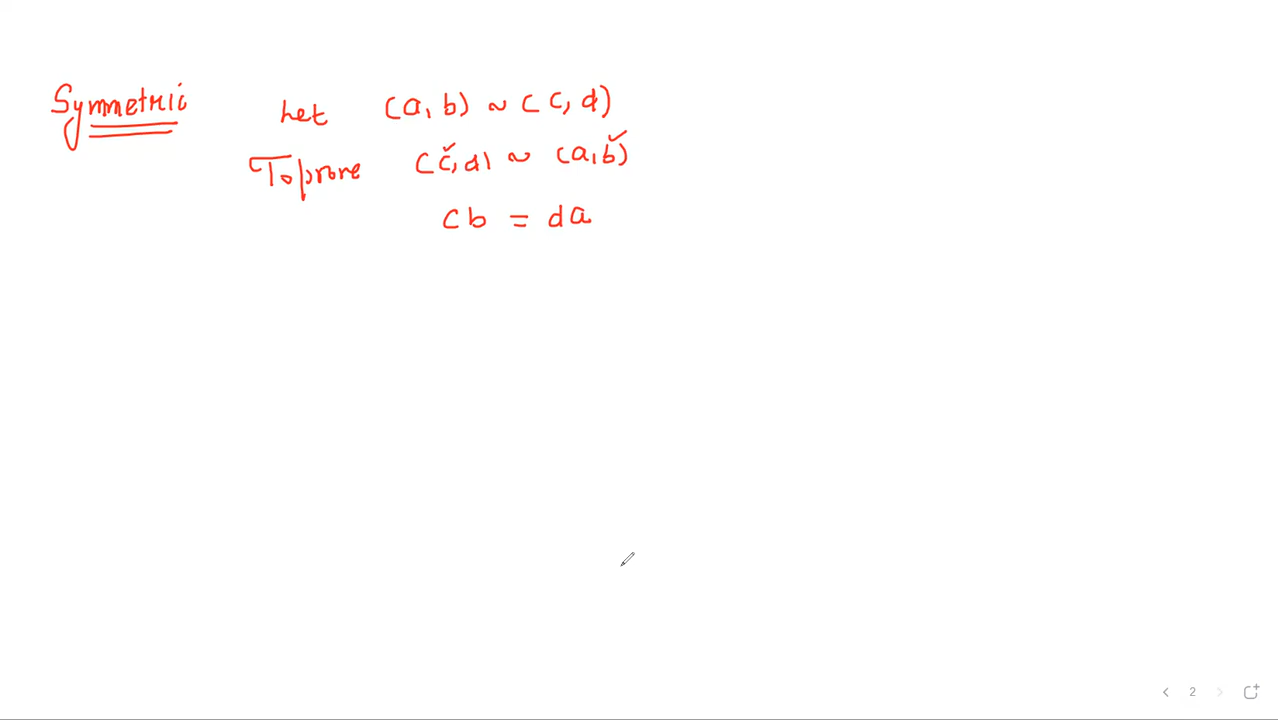 Symmetric Let (a, b) ~ (c, d)
To prove (c, d) ~ (a, b)
cb = da
2